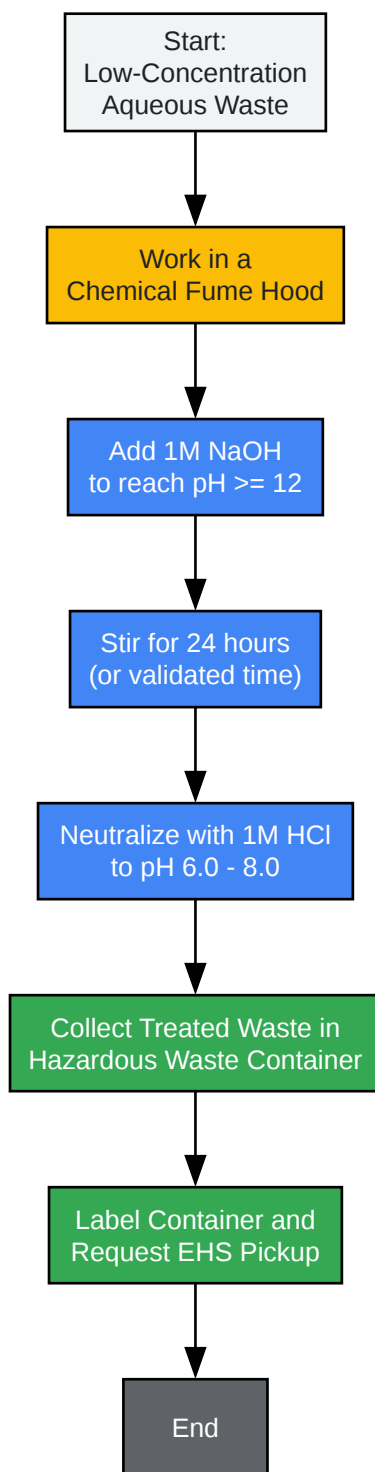 Start:
Low-Concentration
Aqueous Waste
Work in a
Chemical Fume Hood
Add 1M NaOH
to reach pH >= 12
Stir for 24 hours
(or validated time)
Neutralize with 1M HCl
to pH 6.0 - 8.0
Collect Treated Waste in
Hazardous Waste Container
Label Container and
Request EHS Pickup
End